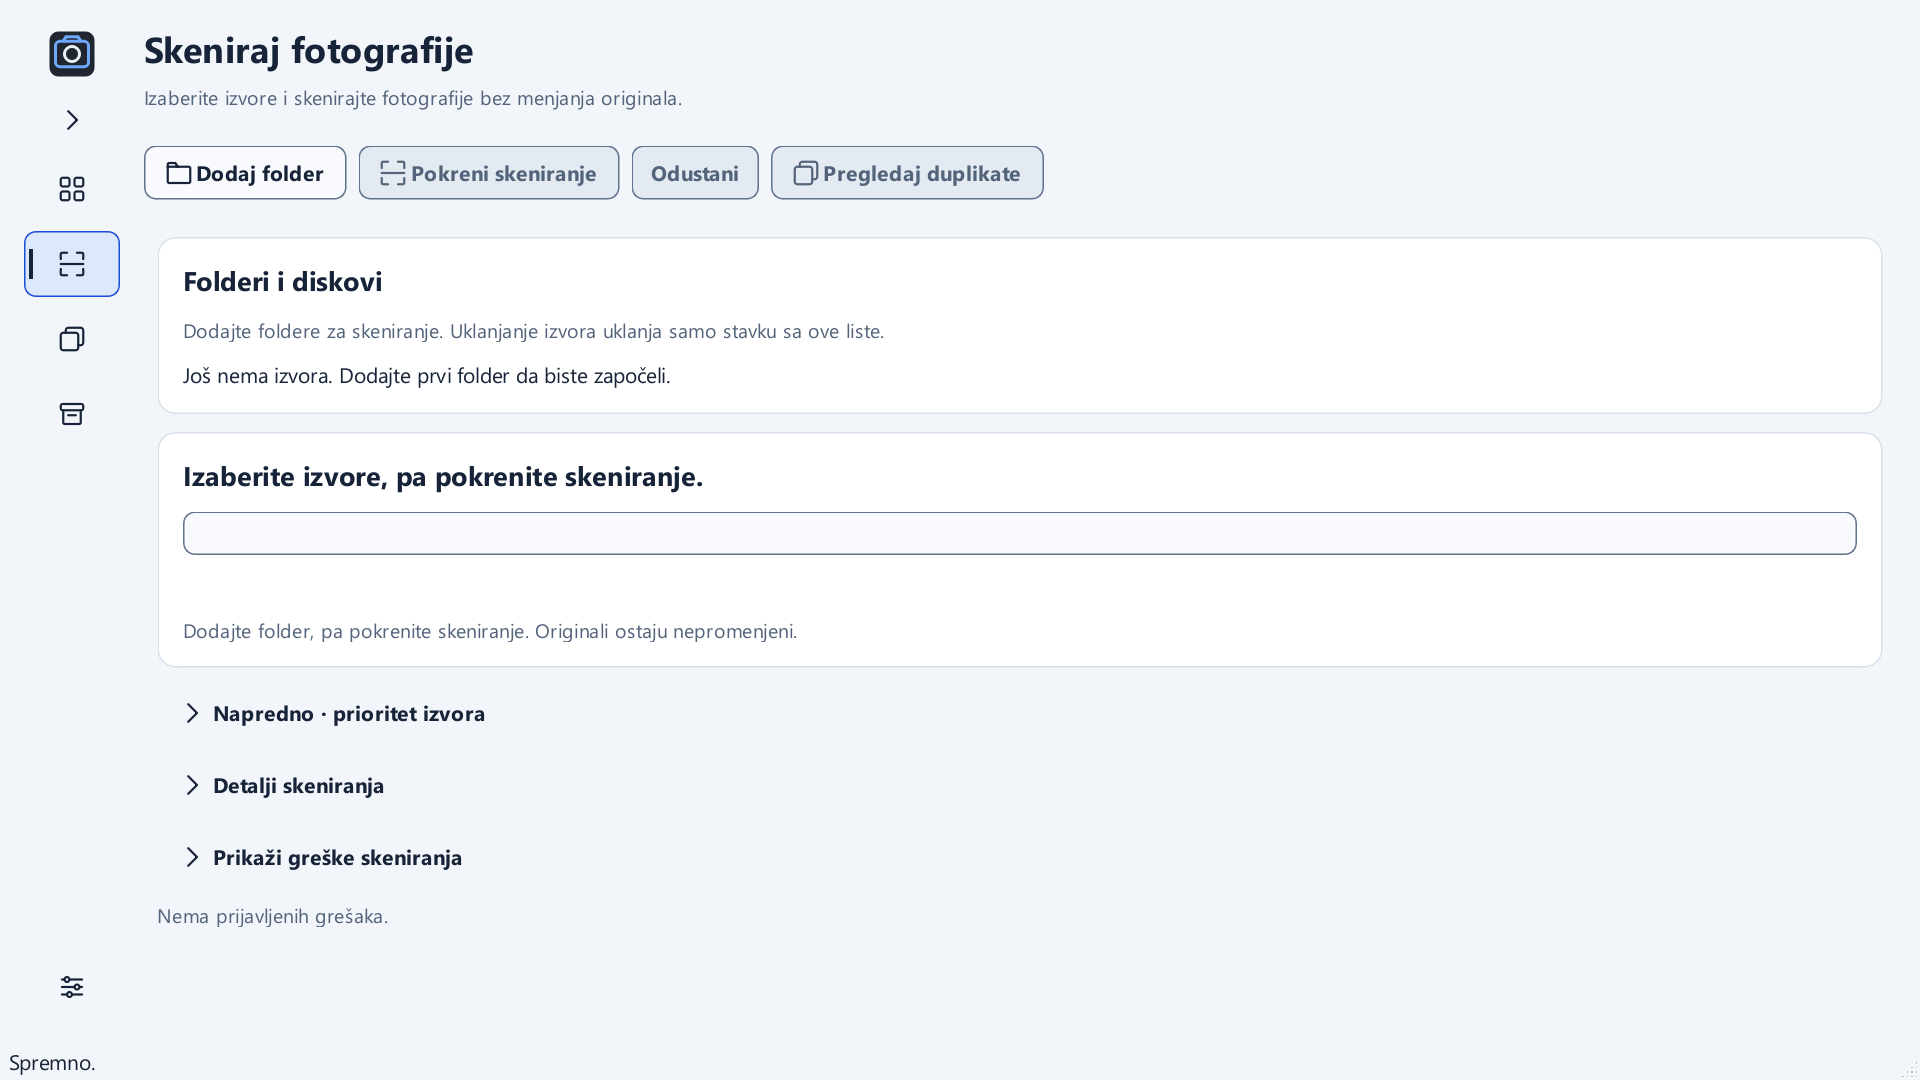 Skeniraj fotografije
Izaberite izvore i skenirajte fotografije bez menjanja originala.
Dodaj folder
Pokreni skeniranje
Odustani
Pregledaj duplikate
Folderi i diskovi
Dodajte foldere za skeniranje. Uklanjanje izvora uklanja samo stavku sa ove liste.
Još nema izvora. Dodajte prvi folder da biste započeli.
Izaberite izvore, pa pokrenite skeniranje.
Dodajte folder, pa pokrenite skeniranje. Originali ostaju nepromenjeni.
Napredno · prioritet izvora
Detalji skeniranja
Prikaži greške skeniranja
Nema prijavljenih grešaka.
Spremno.